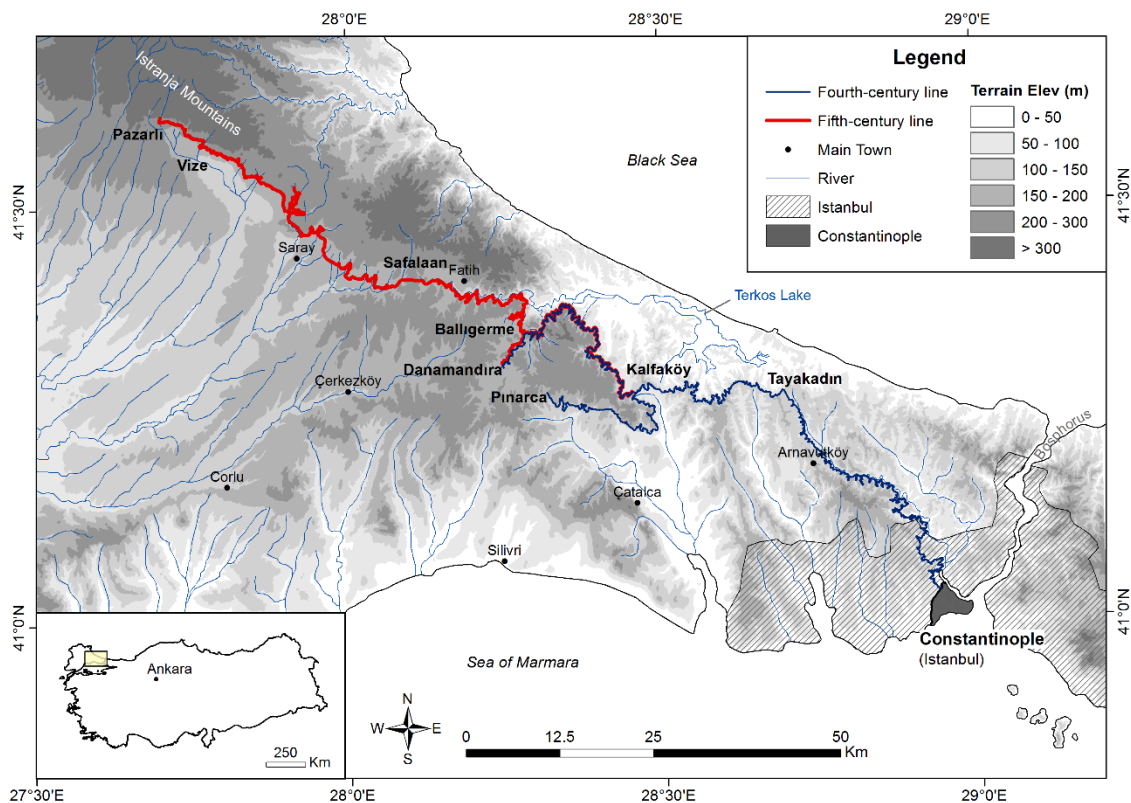 28°0'E
28°30'E
29°0'E
Legend
Fourth-century line
Fifth-century line
Main Town
River
Istanbul
Constantinople
Terrain Elev (m)
0 - 50
50 - 100
100 - 150
150 - 200
200 - 300
> 300
Istranja Mountains
Pazarlı
Vize
Black Sea
41°30'N
41°30'N
Saray
Safalaan
Fatih
Terkos Lake
Ballıgerme
Danamandıra
Kalfaköy
Tayakadın
Çerkezköy
Pınarca
Bosphorus
Arnavutköy
Corlu
Çatalca
Silivri
41°0'N
41°0'N
Constantinople
(Istanbul)
Sea of Marmara
Ankara
250
Km
N
W
E
S
0
12.5
25
50
Km
27°30'E
28°0'E
28°30'E
29°0'E